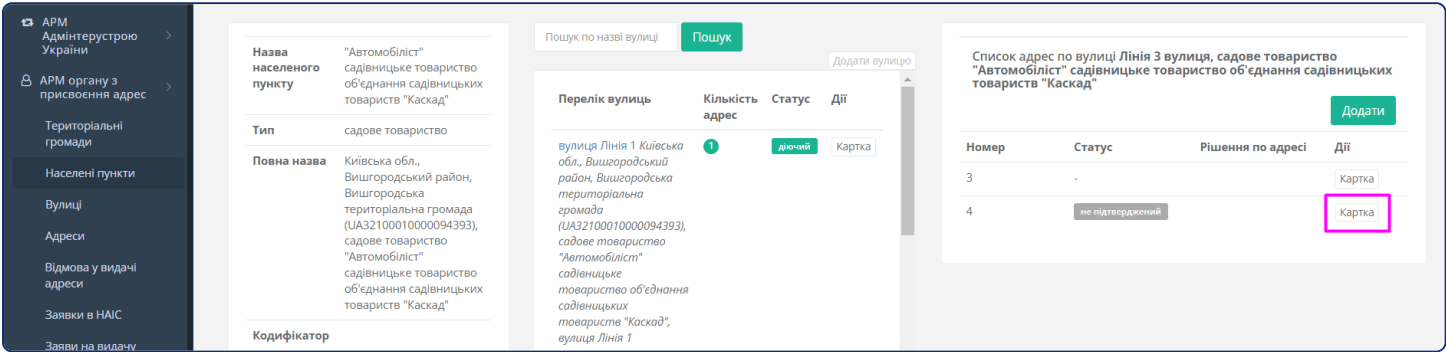 АРМ
Адмінтерустрою
України
АРМ органу з
присвоєння адрес
Територіальні
громади
Населені пункти
Вулиці
Адреси
Відмова у видачі
адреси
Заявки в НАІС
Заяви на видачу
Назва
населеного
пункту
"Автомобіліст"
садівницьке товариство
об'єднання садівницьких
товариств "Каскад"
Тип
садове товариство
Повна назва
Київська обл.,
Вишгородський район,
Вишгородська
територіальна громада
(UA32100010000094393),
садове товариство
"Автомобіліст"
садівницьке товариство
об'єднання садівницьких
товариств "Каскад"
Кодифікатор
Пошук по назві вулиці
Пошук
Додати вулицю
Перелік вулиць
Кількість
адрес
Статус
Дії
вулиця Лінія 1 Київська
обл., Вишгородський
район, Вишгородська
територіальна
громада
(UA32100010000094393),
садове товариство
"Автомобіліст"
садівницьке
товариство об'єднання
садівницьких
товариств "Каскад",
вулиця Лінія 1
1
діючий
Картка
Список адрес по вулиці Лінія 3 вулиця, садове товариство
"Автомобіліст" садівницьке товариство об'єднання садівницьких
товариств "Каскад"
Додати
Номер Статус Рішення по адресі Дії
3 - Картка
4 не підтверджений Картка